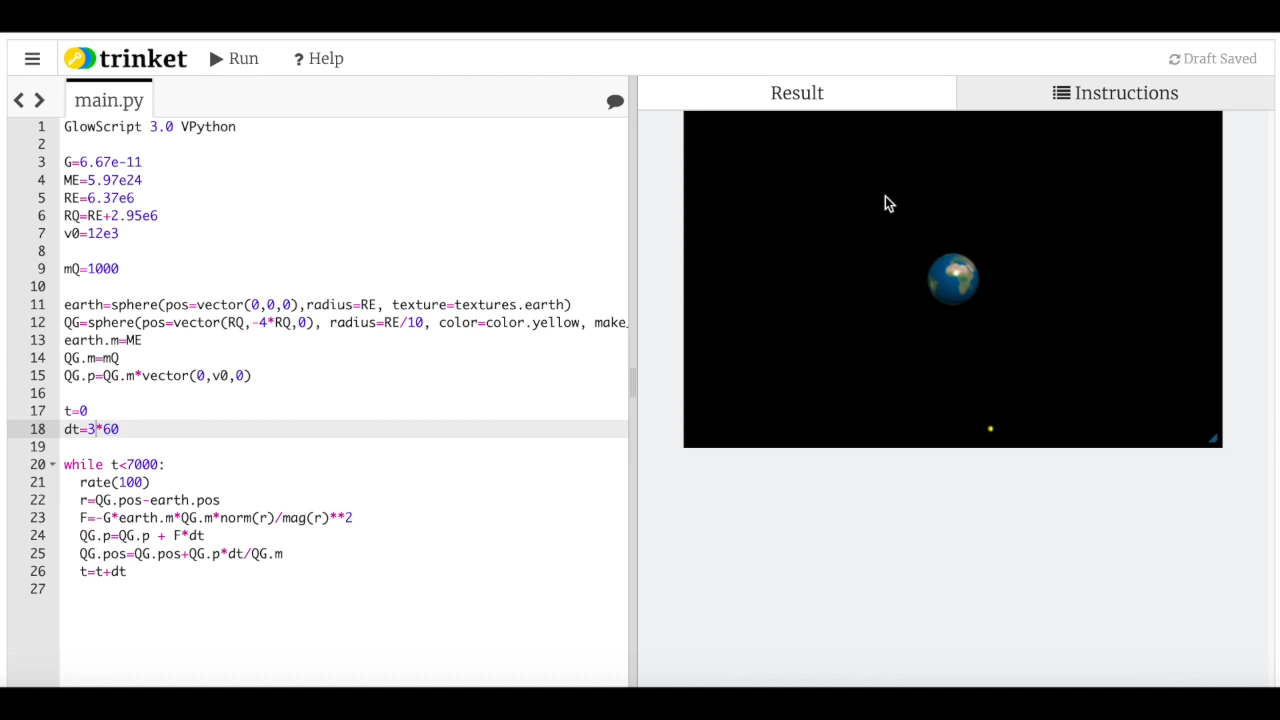 trinket
Run
? Help
Draft Saved
main.py
Result
Instructions
1 GlowScript 3.0 VPython
2
3 G=6.67e-11
4 ME=5.97e24
5 RE=6.37e6
6 RQ=RE+2.95e6
7 v0=12e3
8
9 mQ=1000
10
11 earth=sphere(pos=vector(0,0,0),radius=RE, texture=textures.earth)
12 QG=sphere(pos=vector(RQ,-4*RQ,0), radius=RE/10, color=color.yellow, make_
13 earth.m=ME
14 QG.m=mQ
15 QG.p=QG.m*vector(0,v0,0)
16
17 t=0
18 dt=3*60
19
20 while t<7000:
21 rate(100)
22 r=QG.pos-earth.pos
23 F=-G*earth.m*QG.m*norm(r)/mag(r)**2
24 QG.p=QG.p + F*dt
25 QG.pos=QG.pos+QG.p*dt/QG.m
26 t=t+dt
27